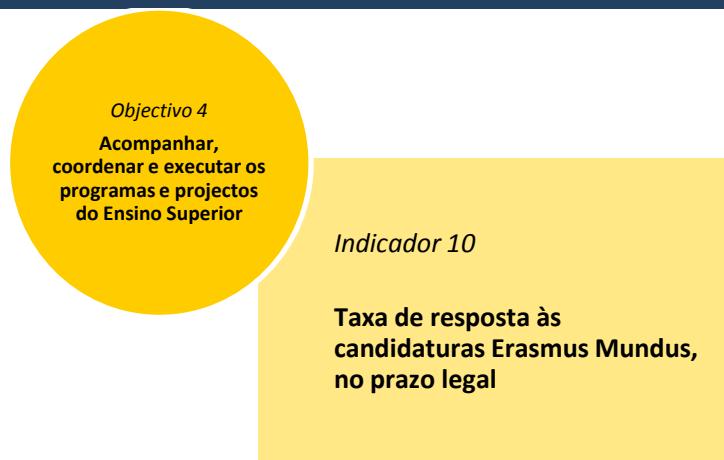 Objectivo 4
Acompanhar,
coordenar e executar os
programas e projectos
do Ensino Superior
Indicador 10
Taxa de resposta às
candidaturas Erasmus Mundus,
no prazo legal